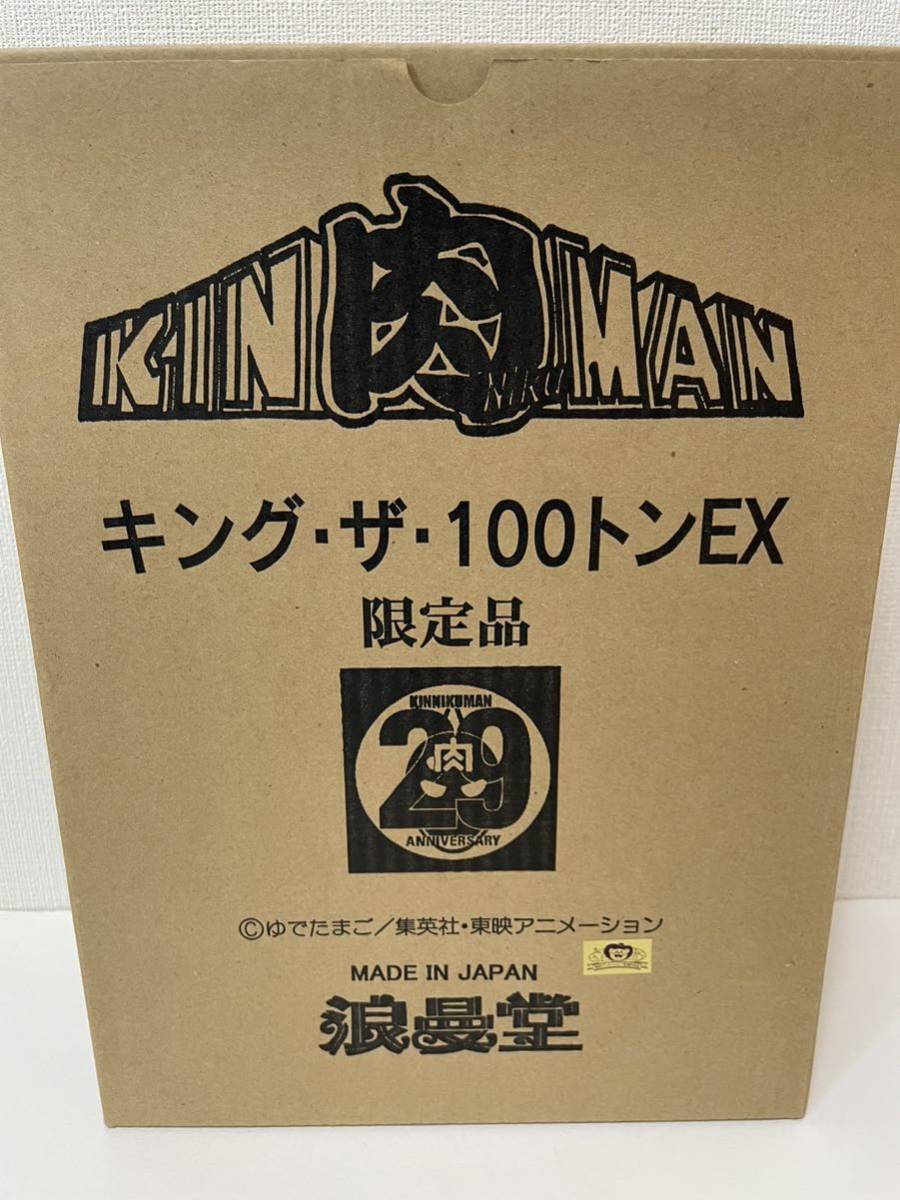 KIN肉MAN
NIKU
キング・ザ・100トンEX
限定品
KINNIKUMAN
29
肉
ANNIVERSARY
©ゆでたまご/集英社・東映アニメーション
MADE IN JAPAN
浪曼堂